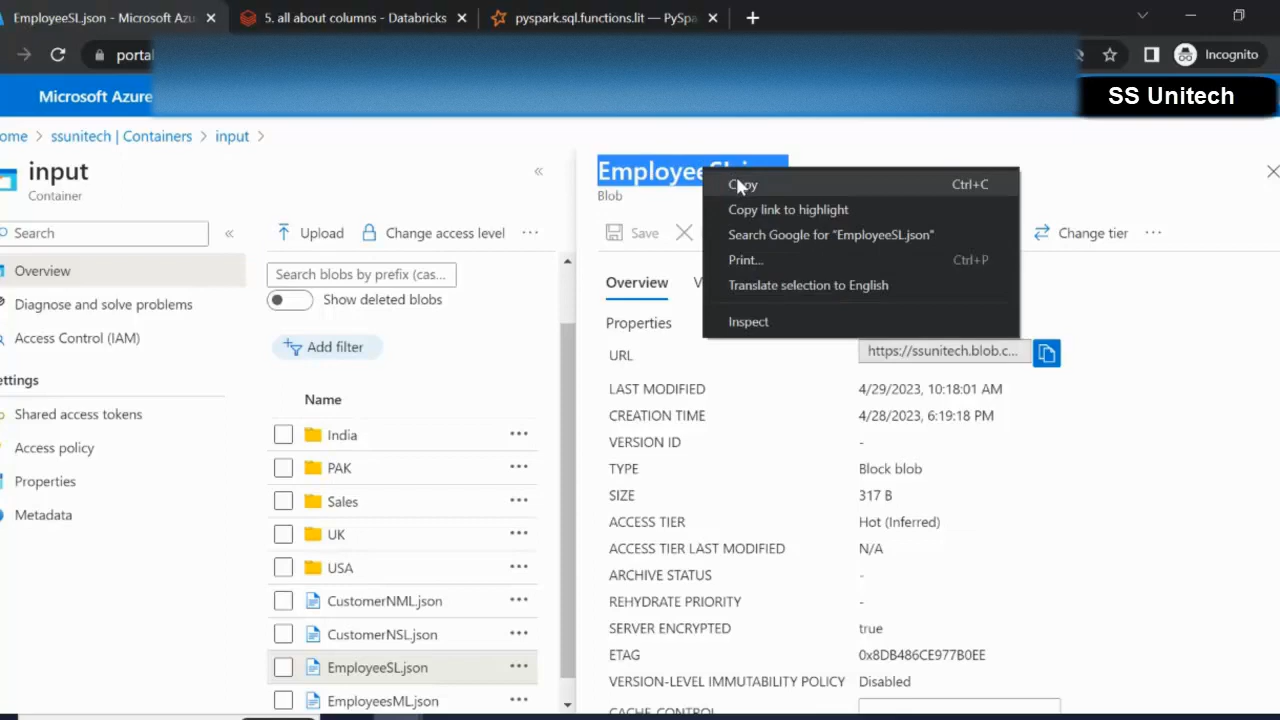 EmployeeSL.json - Microsoft Azu
5. all about columns - Databricks
pyspark.sql.functions.lit — PySpa
portal
Incognito
Microsoft Azure
SS Unitech
ome > ssunitech | Containers > input >
input
Container
Search
Overview
Diagnose and solve problems
Access Control (IAM)
ettings
Shared access tokens
Access policy
Properties
Metadata
Upload
Change access level
Search blobs by prefix (cas...
Show deleted blobs
Add filter
Name
India
PAK
Sales
UK
USA
CustomerNML.json
CustomerNSL.json
EmployeeSL.json
EmployeesML.json
EmployeeSL.json
Blob
Save
Change tier
Copy Ctrl+C
Copy link to highlight
Search Google for "EmployeeSL.json"
Print... Ctrl+P
Translate selection to English
Inspect
Overview V
Properties
URL https://ssunitech.blob.c...
LAST MODIFIED 4/29/2023, 10:18:01 AM
CREATION TIME 4/28/2023, 6:19:18 PM
VERSION ID -
TYPE Block blob
SIZE 317 B
ACCESS TIER Hot (Inferred)
ACCESS TIER LAST MODIFIED N/A
ARCHIVE STATUS -
REHYDRATE PRIORITY -
SERVER ENCRYPTED true
ETAG 0x8DB486CE977B0EE
VERSION-LEVEL IMMUTABILITY POLICY Disabled
CACHE-CONTROL